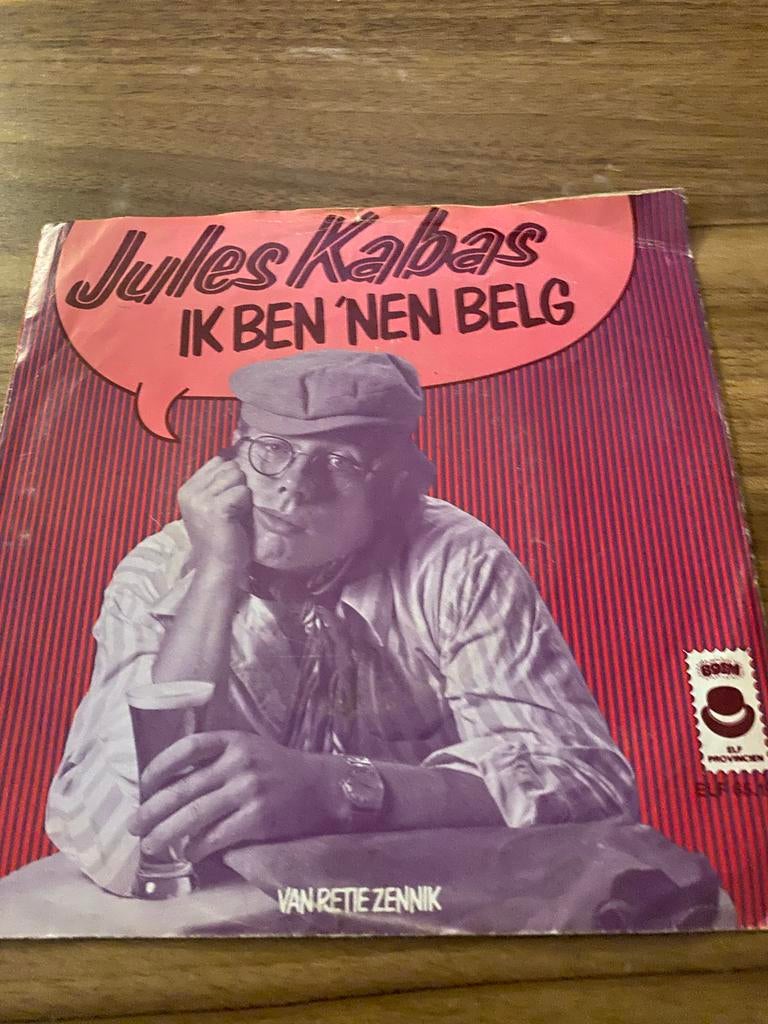 Jules Kabas
IK BEN 'NEN BELG
ELF
PROVINCIEN
VAN RETIE ZENNIK